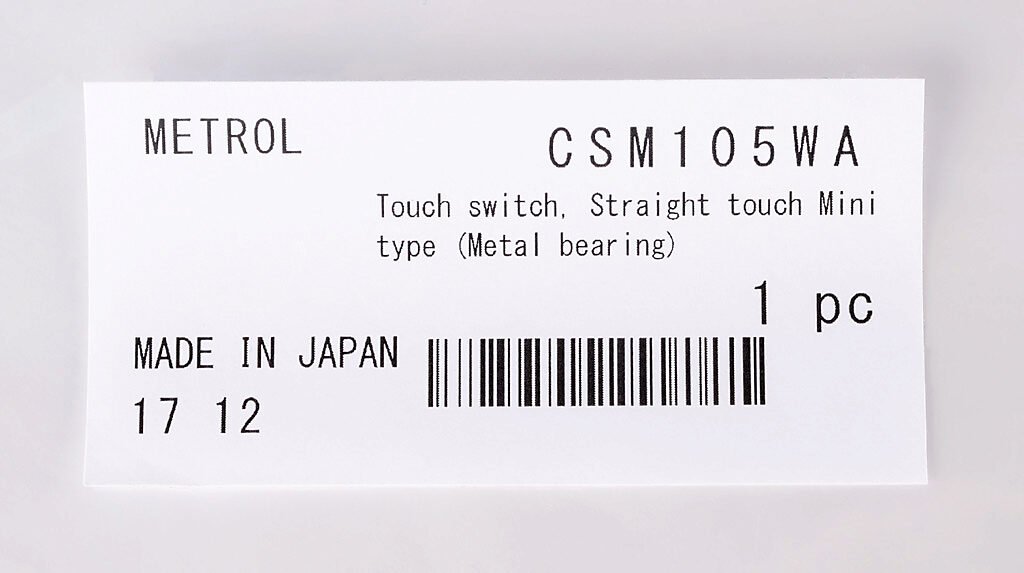 METROL
CSM105WA
Touch switch, Straight touch Mini
type (Metal bearing)
1 pc
MADE IN JAPAN
17 12